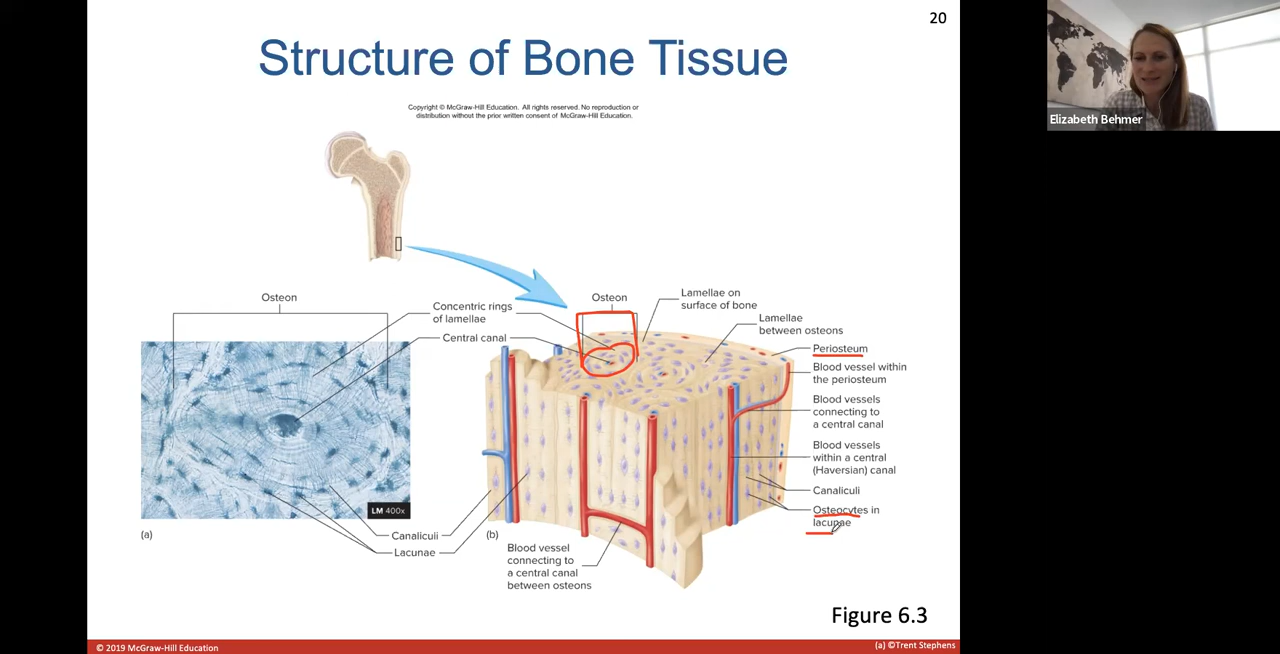 20
Structure of Bone Tissue
Copyright © McGraw-Hill Education. All rights reserved. No reproduction or
distribution without the prior written consent of McGraw-Hill Education.
Elizabeth Behmer
Osteon
Concentric rings
of lamellae
Central canal
Osteon
Lamellae on
surface of bone
Lamellae
between osteons
Periosteum
Blood vessel within
the periosteum
Blood vessels
connecting to
a central canal
Blood vessels
within a central
(Haversian) canal
Canaliculi
Osteocytes in
lacunae
LM 400x
(a)
Canaliculi
Lacunae
(b)
Blood vessel
connecting to
a central canal
between osteons
Figure 6.3
© 2019 McGraw-Hill Education
(a) ©Trent Stephens